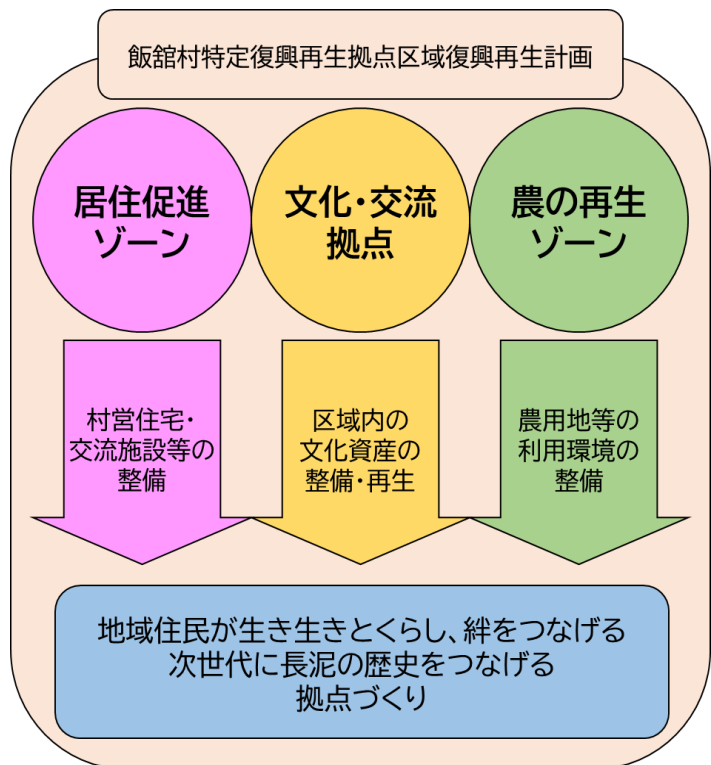 飯舘村特定復興再生拠点区域復興再生計画
居住促進
ゾーン
文化・交流
拠点
農の再生
ゾーン
村営住宅・
交流施設等の
整備
区域内の
文化資産の
整備・再生
農用地等の
利用環境の
整備
地域住民が生き生きとくらし、絆をつなげる
次世代に長泥の歴史をつなげる
拠点づくり